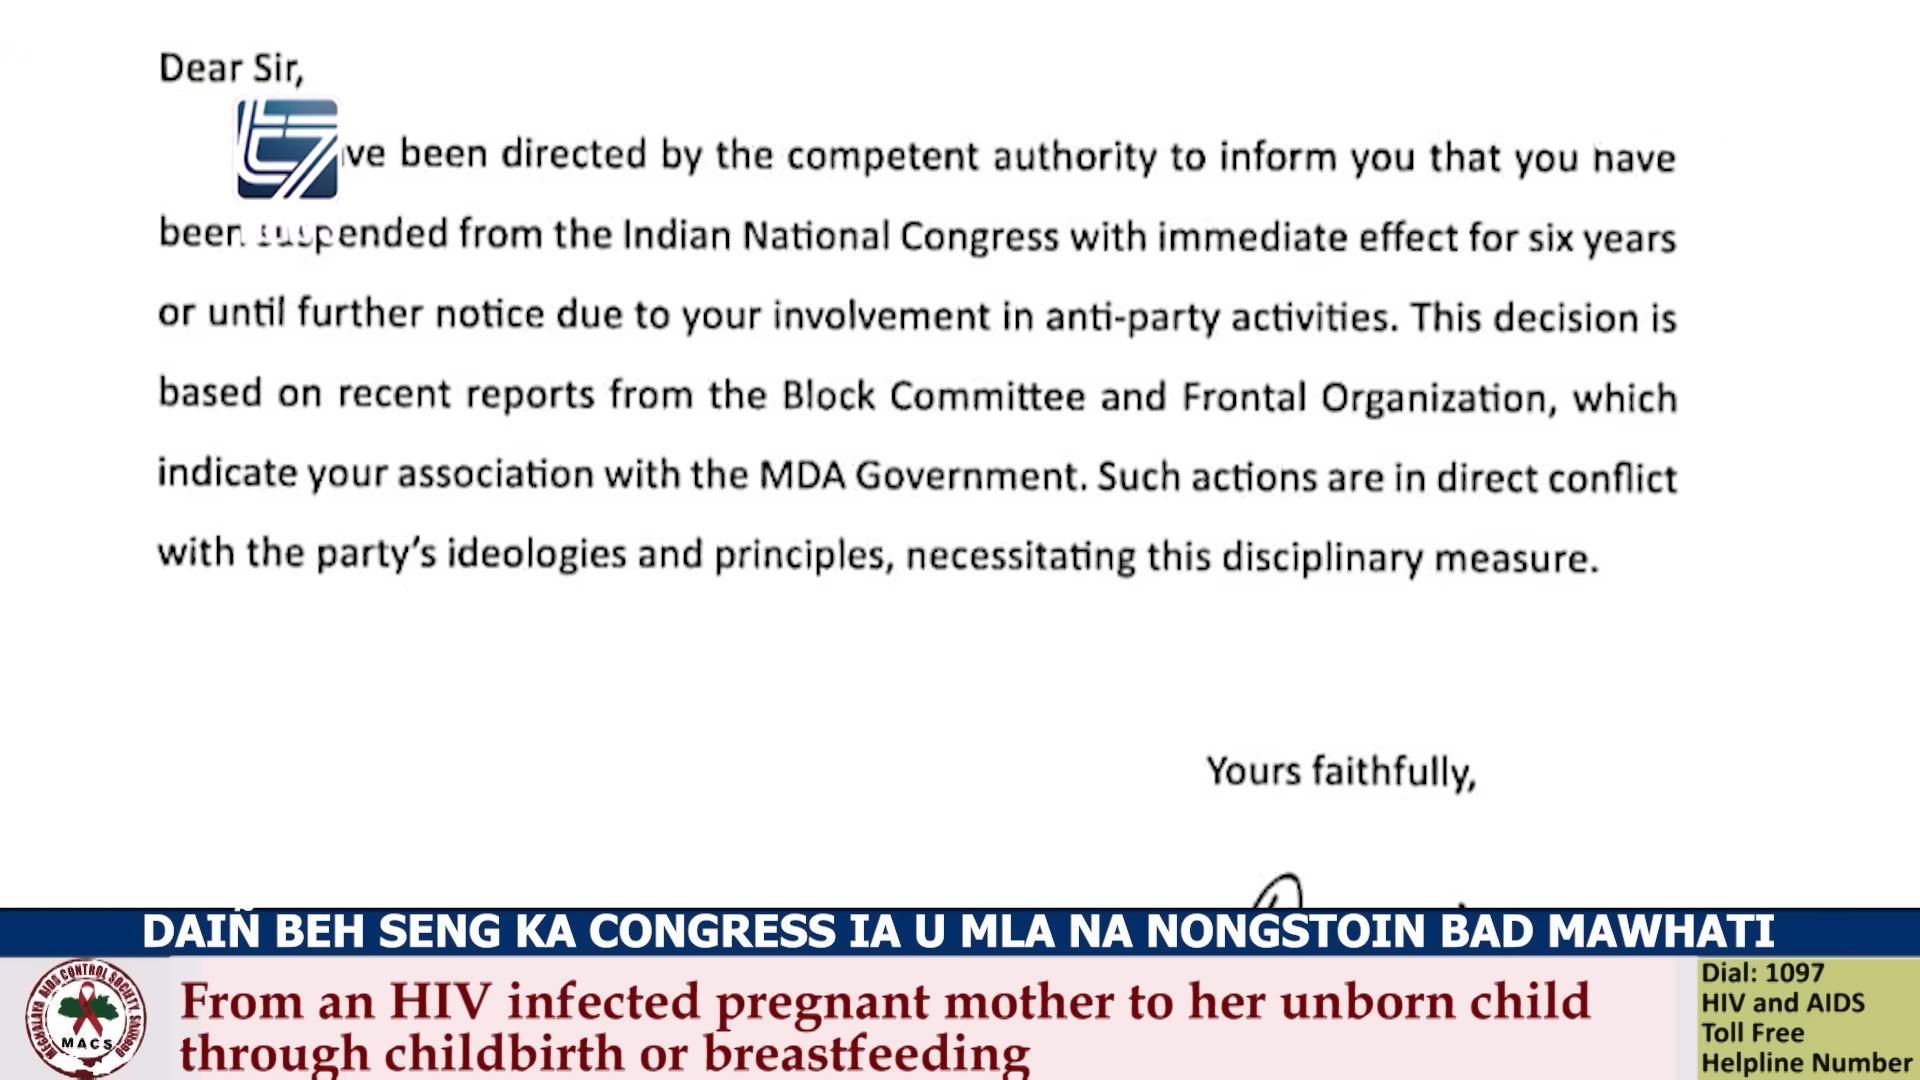 Dear Sir,
ve been directed by the competent authority to inform you that you have
been suspended from the Indian National Congress with immediate effect for six years
or until further notice due to your involvement in anti-party activities. This decision is
based on recent reports from the Block Committee and Frontal Organization, which
indicate your association with the MDA Government. Such actions are in direct conflict
with the party's ideologies and principles, necessitating this disciplinary measure.
Yours faithfully,
DAIÑ BEH SENG KA CONGRESS IA U MLA NA NONGSTOIN BAD MAWHATI
MEGHALAYA AIDS CONTROL SOCIETY, SHILLONG
MACS
From an HIV infected pregnant mother to her unborn child
through childbirth or breastfeeding
Dial: 1097
HIV and AIDS
Toll Free
Helpline Number